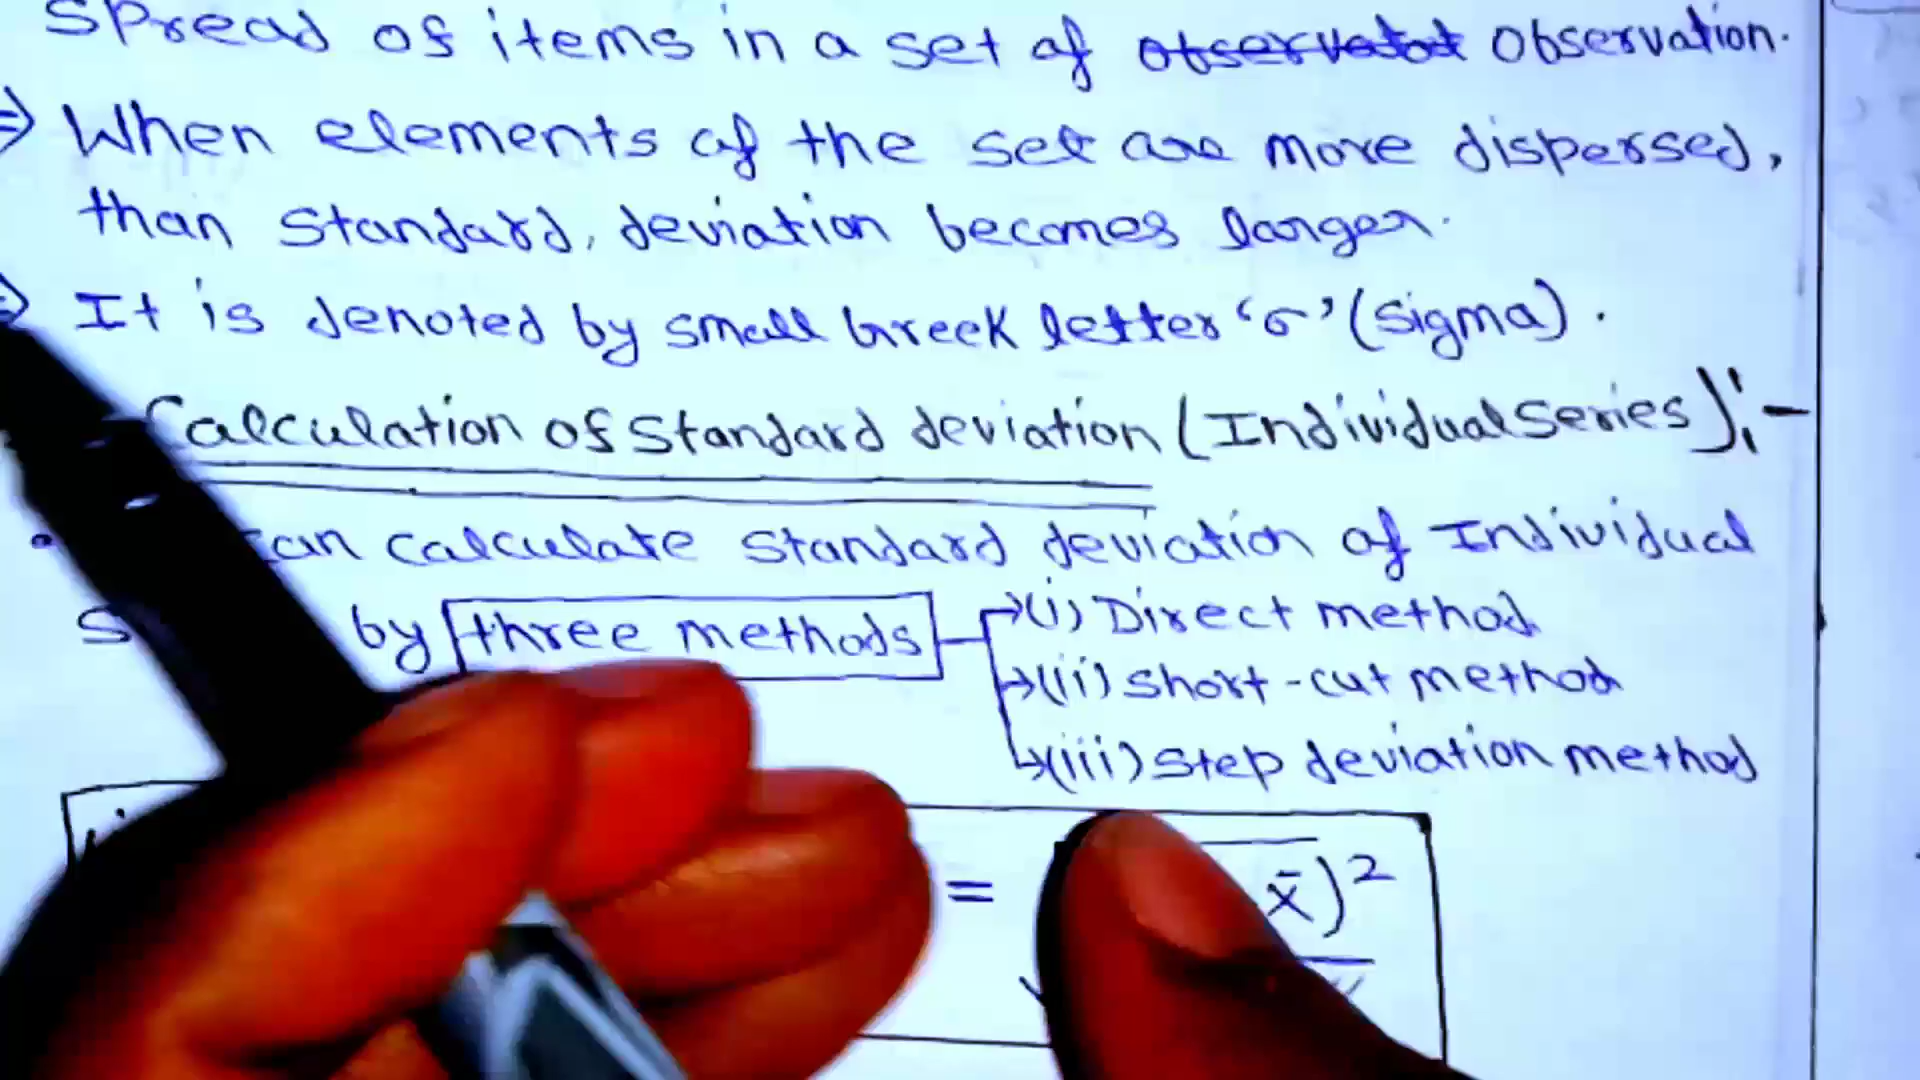 Spread of items in a set of observation.
⇒ When elements of the set are more dispersed,
than standard, deviation becomes larger.
⇒ It is denoted by small Greek letter ‘σ’ (sigma).
Calculation of standard deviation (Individual series):-
• can calculate standard deviation of Individual
by three methods →(i) Direct method
→(ii) short-cut method
→(iii) step deviation method
= x̄)²